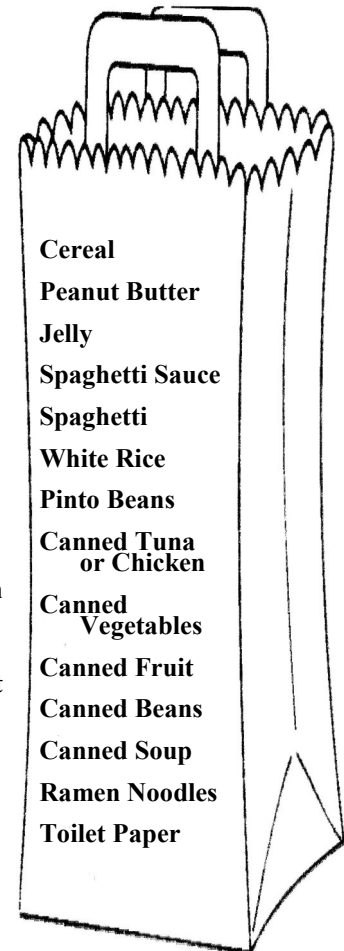 Cereal
Peanut Butter
Jelly
Spaghetti Sauce
Spaghetti
White Rice
Pinto Beans
Canned Tuna
or Chicken
Canned
Vegetables
Canned Fruit
Canned Beans
Canned Soup
Ramen Noodles
Toilet Paper